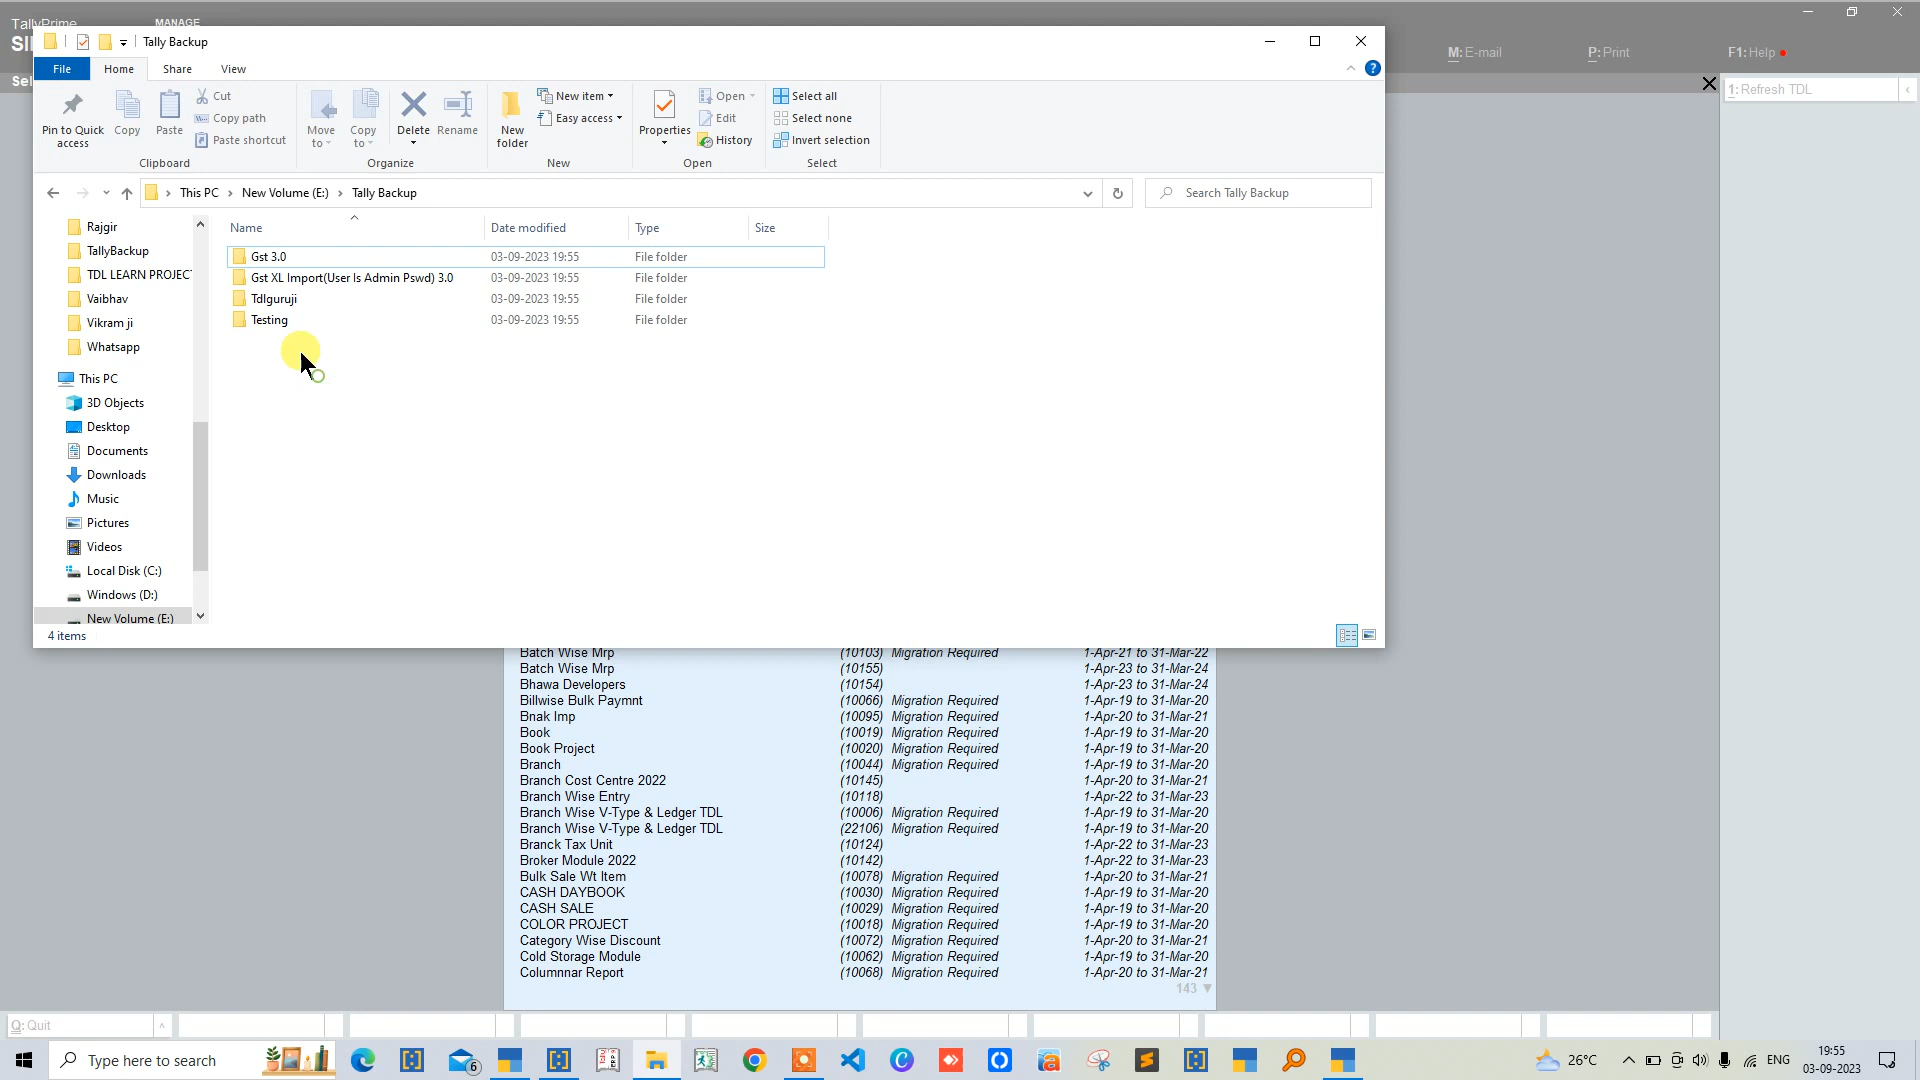 TallyPrime
MANAGE
M: E-mail
P: Print
F1: Help
1: Refresh TDL
Tally Backup
File
Home
Share
View
Pin to Quick access
Copy
Paste
Cut
Copy path
Paste shortcut
Clipboard
Move to
Copy to
Delete
Rename
Organize
New folder
New item
Easy access
New
Properties
Open
Edit
History
Open
Select all
Select none
Invert selection
Select
This PC > New Volume (E:) > Tally Backup
Search Tally Backup
Rajgir
TallyBackup
TDL LEARN PROJEC
Vaibhav
Vikram ji
Whatsapp
This PC
3D Objects
Desktop
Documents
Downloads
Music
Pictures
Videos
Local Disk (C:)
Windows (D:)
New Volume (E:)
Name Date modified Type Size
Gst 3.0 03-09-2023 19:55 File folder
Gst XL Import(User Is Admin Pswd) 3.0 03-09-2023 19:55 File folder
Tdlguruji 03-09-2023 19:55 File folder
Testing 03-09-2023 19:55 File folder
4 items
Batch Wise Mrp (10103) Migration Required 1-Apr-21 to 31-Mar-22
Batch Wise Mrp (10155) 1-Apr-23 to 31-Mar-24
Bhawa Developers (10154) 1-Apr-23 to 31-Mar-24
Billwise Bulk Paymnt (10066) Migration Required 1-Apr-19 to 31-Mar-20
Bnak Imp (10095) Migration Required 1-Apr-20 to 31-Mar-21
Book (10019) Migration Required 1-Apr-19 to 31-Mar-20
Book Project (10020) Migration Required 1-Apr-19 to 31-Mar-20
Branch (10044) Migration Required 1-Apr-19 to 31-Mar-20
Branch Cost Centre 2022 (10145) 1-Apr-20 to 31-Mar-21
Branch Wise Entry (10118) 1-Apr-22 to 31-Mar-23
Branch Wise V-Type & Ledger TDL (10006) Migration Required 1-Apr-19 to 31-Mar-20
Branch Wise V-Type & Ledger TDL (22106) Migration Required 1-Apr-19 to 31-Mar-20
Branck Tax Unit (10124) 1-Apr-22 to 31-Mar-23
Broker Module 2022 (10142) 1-Apr-22 to 31-Mar-23
Bulk Sale Wt Item (10078) Migration Required 1-Apr-20 to 31-Mar-21
CASH DAYBOOK (10030) Migration Required 1-Apr-19 to 31-Mar-20
CASH SALE (10029) Migration Required 1-Apr-19 to 31-Mar-20
COLOR PROJECT (10018) Migration Required 1-Apr-19 to 31-Mar-20
Category Wise Discount (10072) Migration Required 1-Apr-20 to 31-Mar-21
Cold Storage Module (10062) Migration Required 1-Apr-19 to 31-Mar-20
Columnnar Report (10068) Migration Required 1-Apr-20 to 31-Mar-21
143 ▼
Q: Quit
Type here to search
6
26°C
ENG
19:55
03-09-2023